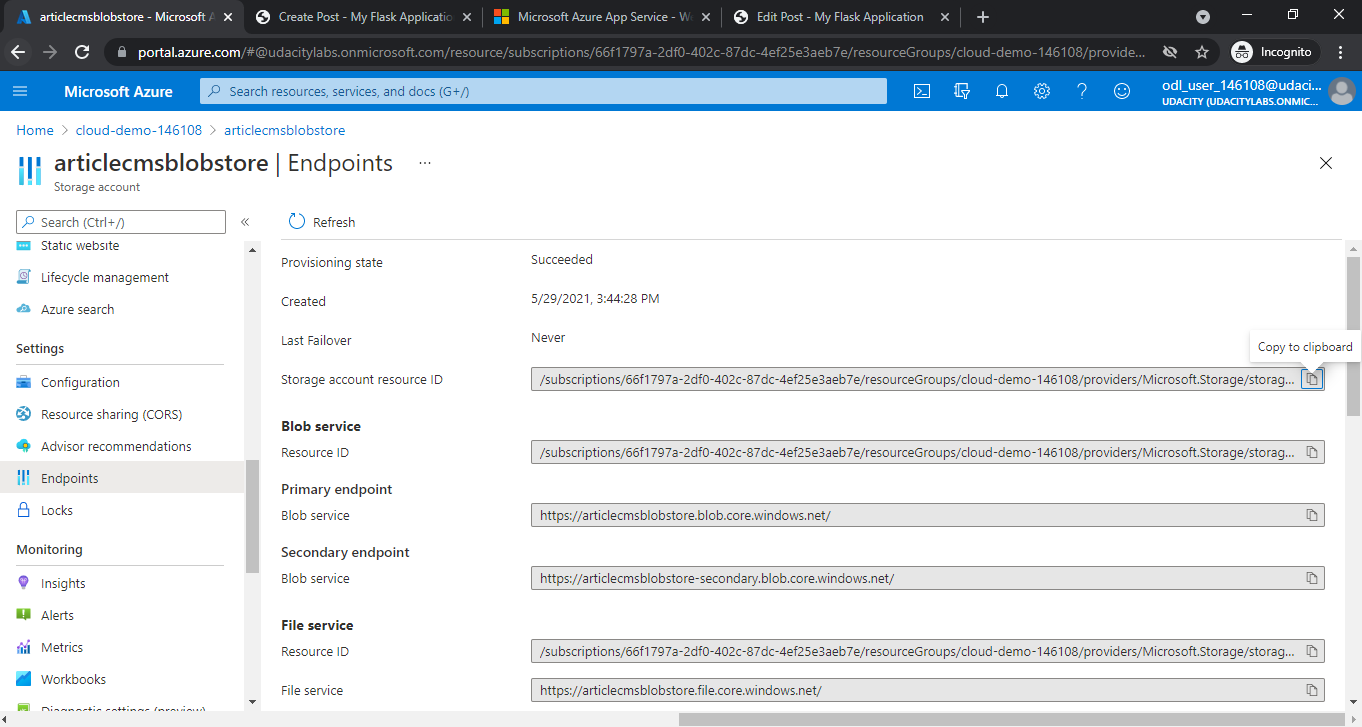 articlecmsblobstore - Microsoft A
Create Post - My Flask Applicatio
Microsoft Azure App Service - We
Edit Post - My Flask Application
portal.azure.com/#@udacitylabs.onmicrosoft.com/resource/subscriptions/66f1797a-2df0-402c-87dc-4ef25e3aeb7e/resourceGroups/cloud-demo-146108/provide...
Incognito
Microsoft Azure
Search resources, services, and docs (G+/)
odl_user_146108@udaci...
UDACITY (UDACITYLABS.ONMIC...
Home > cloud-demo-146108 > articlecmsblobstore
articlecmsblobstore | Endpoints ...
Storage account
Search (Ctrl+/)
«
Static website
Lifecycle management
Azure search
Settings
Configuration
Resource sharing (CORS)
Advisor recommendations
Endpoints
Locks
Monitoring
Insights
Alerts
Metrics
Workbooks
Diagnostic settings (preview)
Refresh
Provisioning state Succeeded
Created 5/29/2021, 3:44:28 PM
Last Failover Never
Copy to clipboard
Storage account resource ID /subscriptions/66f1797a-2df0-402c-87dc-4ef25e3aeb7e/resourceGroups/cloud-demo-146108/providers/Microsoft.Storage/storag...
Blob service
Resource ID /subscriptions/66f1797a-2df0-402c-87dc-4ef25e3aeb7e/resourceGroups/cloud-demo-146108/providers/Microsoft.Storage/storag...
Primary endpoint
Blob service https://articlecmsblobstore.blob.core.windows.net/
Secondary endpoint
Blob service https://articlecmsblobstore-secondary.blob.core.windows.net/
File service
Resource ID /subscriptions/66f1797a-2df0-402c-87dc-4ef25e3aeb7e/resourceGroups/cloud-demo-146108/providers/Microsoft.Storage/storag...
File service https://articlecmsblobstore.file.core.windows.net/